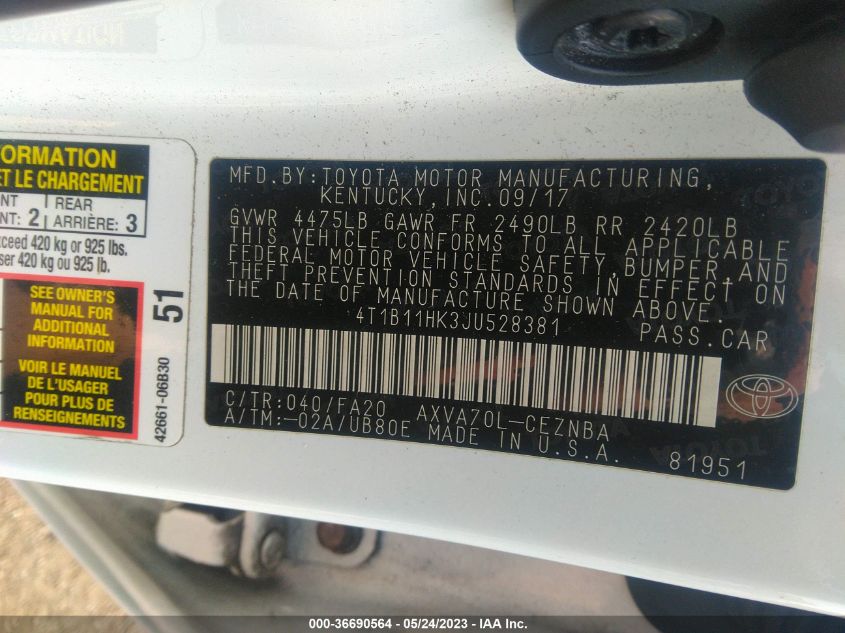 ORMATION
ET LE CHARGEMENT
REAR
NT: 2 ARRIÈRE: 3
xceed 420 kg or 925 lbs.
ser 420 kg ou 925 lb.
SEE OWNER'S
MANUAL FOR
ADDITIONAL
INFORMATION
VOIR LE MANUEL
DE L'USAGER
POUR PLUS DE
RENSEIGNEMENTS
51
42661-06B30
MFD.BY:TOYOTA MOTOR MANUFACTURING,
KENTUCKY,INC.09/17
GVWR 4475LB GAWR FR 2490LB RR 2420LB
THIS VEHICLE CONFORMS TO ALL APPLICABLE
FEDERAL MOTOR VEHICLE SAFETY,BUMPER,AND
THEFT PREVENTION STANDARDS IN EFFECT ON
THE DATE OF MANUFACTURE SHOWN ABOVE.
4T1B11HK3JU528381 PASS.CAR
C/TR:040/FA20 AXVA70L-CEZNBA
A/TM:-02A/UB80E MADE IN U.S.A. 81951
000-36690564 - 05/24/2023 - IAA Inc.